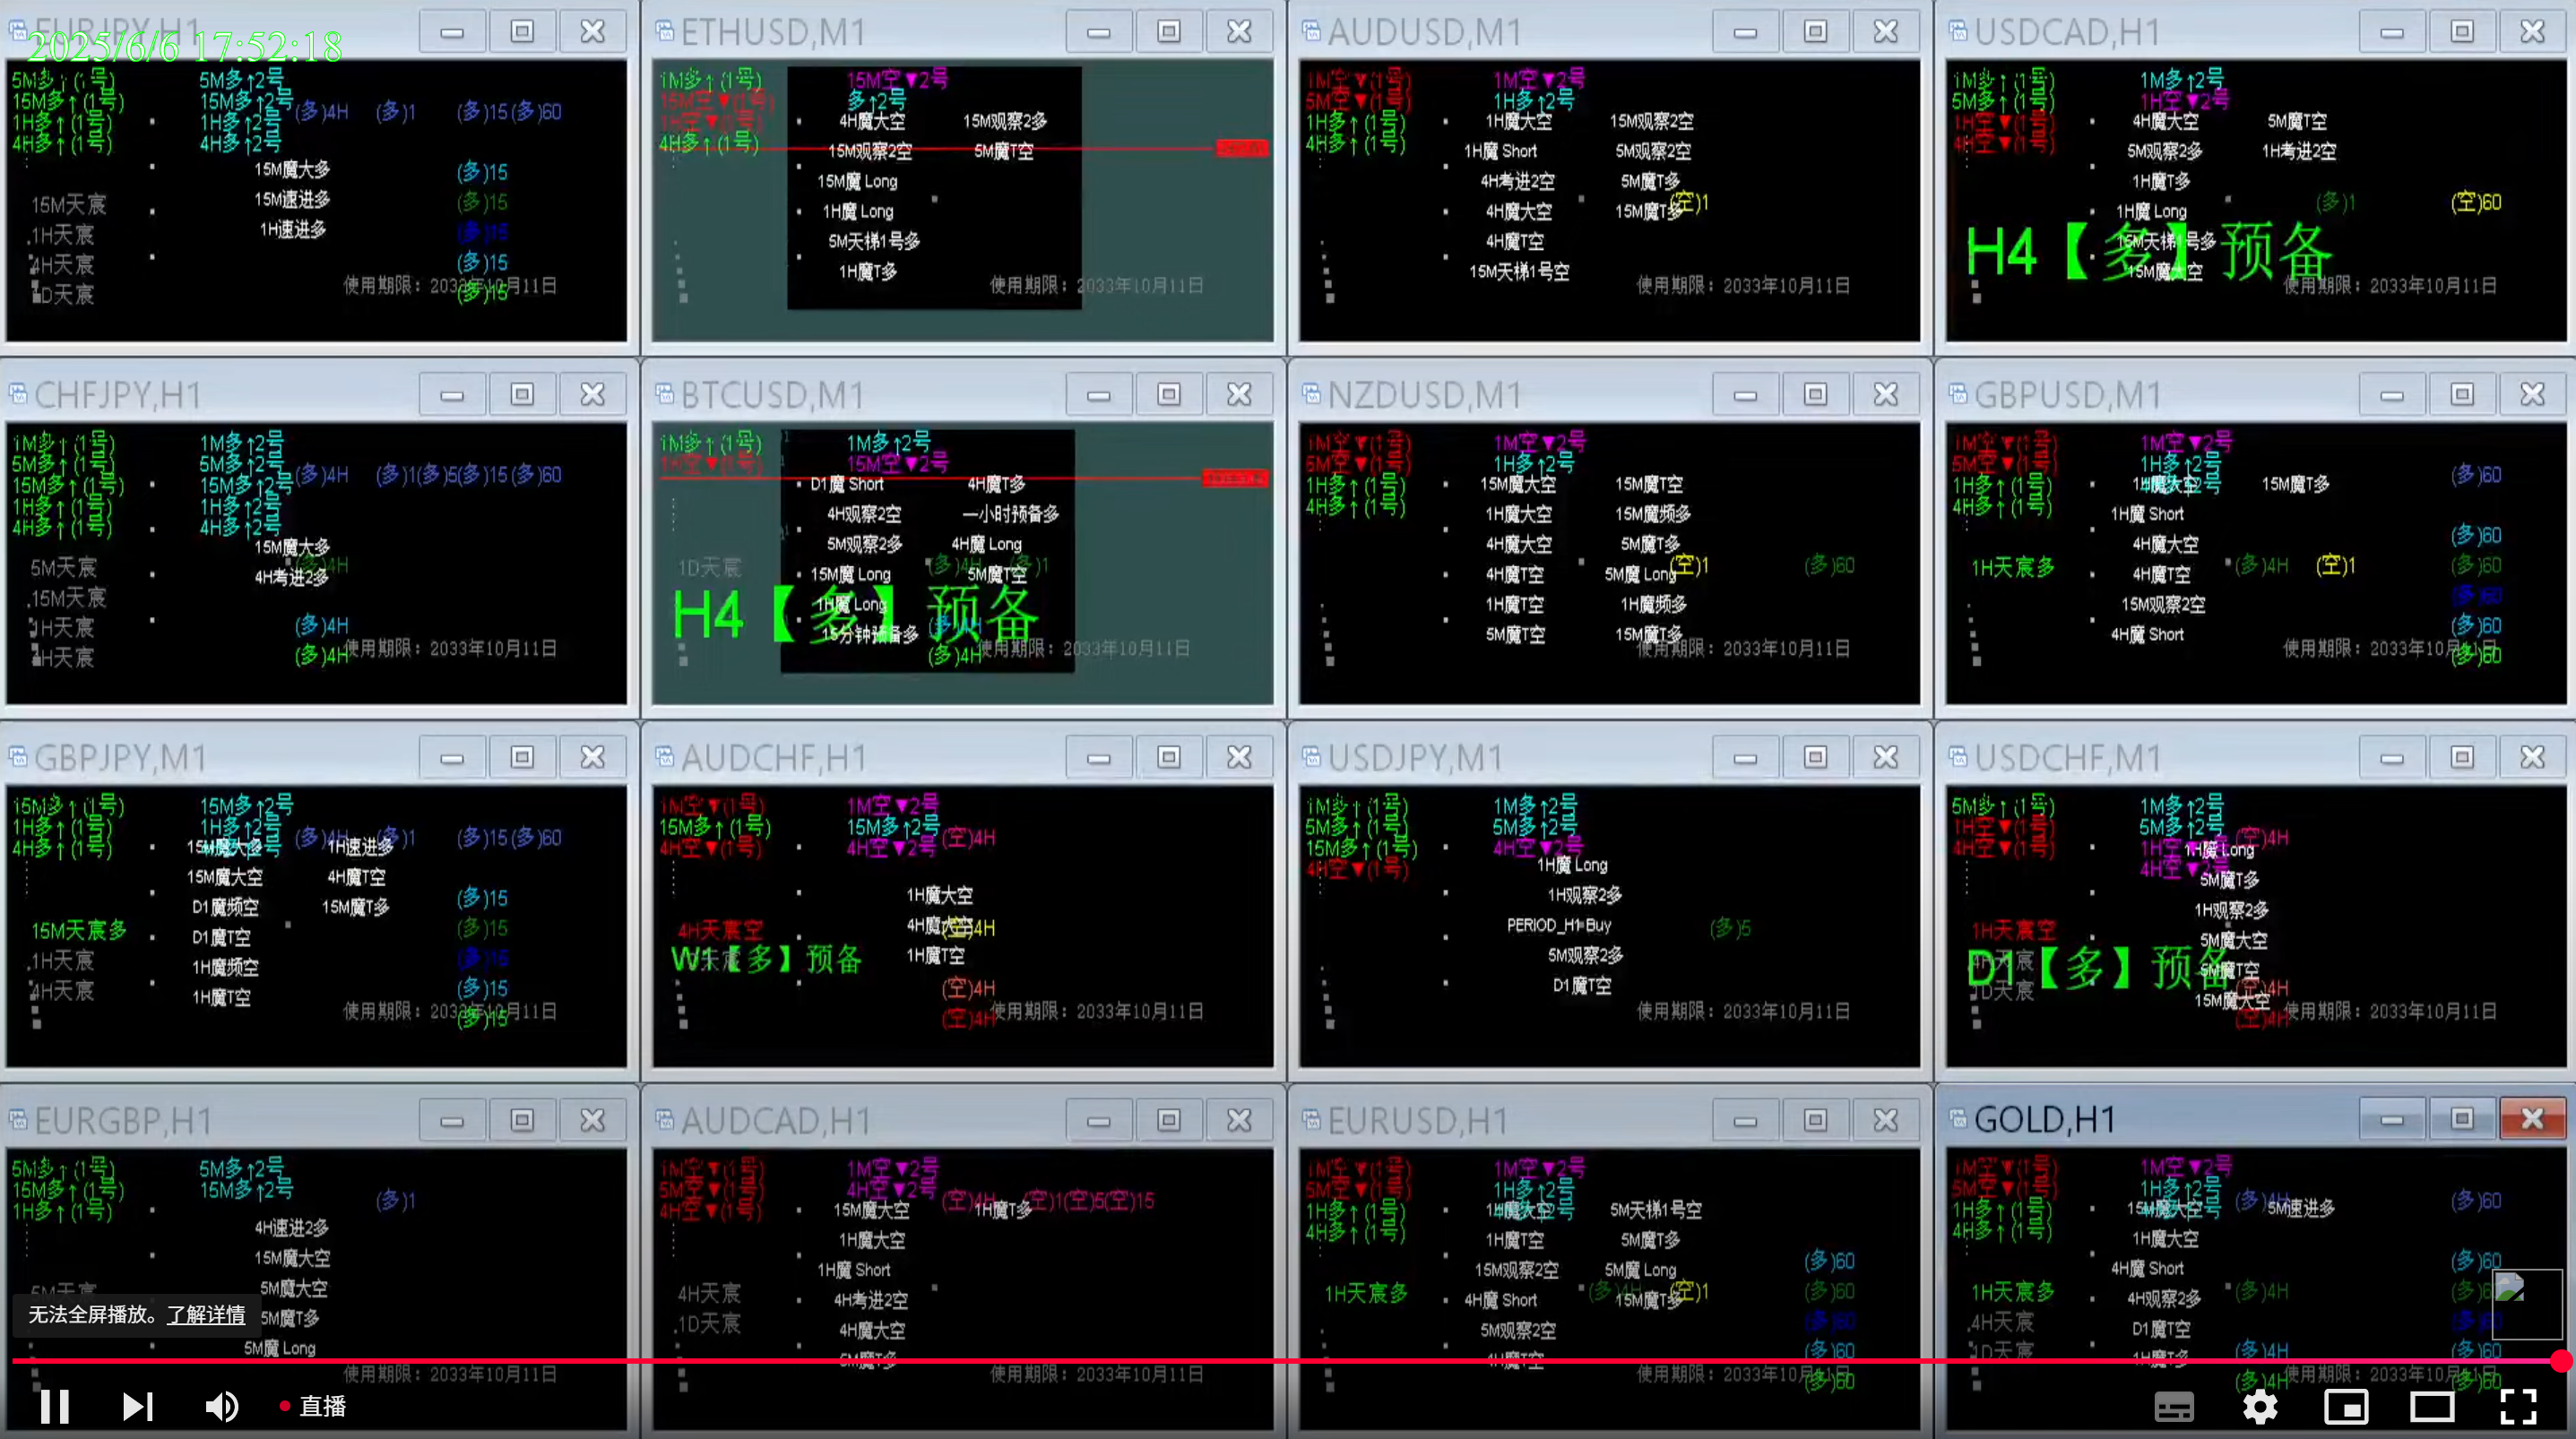 EURJPY,H1
2025/6/6 17:52:18
5M多↑(1号) 5M多↑2号
15M多↑(1号) 15M多↑2号 (多)4H (多)1 (多)15(多)60
1H多↑(1号) 1H多↑2号
4H多↑(1号) 4H多↑2号
15M魔大多 (多)15
15M天宸 15M速进多 (多)15
1H天宸 1H速进多 (多)15
4H天宸 (多)15
1D天宸 使用期限：2033年10月11日 (多)15
ETHUSD,M1
1M多↑(1号) 15M空▼2号
15M空▼(1号) 多↑2号
1H空▼(1号) 4H魔大空 15M观察2多
4H多↑(1号) 15M观察2空 5M魔T空
15M魔 Long
1H魔 Long
5M天梯1号多
1H魔T多
使用期限：2033年10月11日
AUDUSD,M1
1M空▼(1号) 1M空▼2号
5M空▼(1号) 1H多↑2号
1H多↑(1号) 1H魔大空 15M观察2空
4H多↑(1号) 1H魔 Short 5M观察2空
4H考进2空 5M魔T多
4H魔大空 15M魔T多 (空)1
4H魔T空
15M天梯1号空 使用期限：2033年10月11日
USDCAD,H1
1M多↑(1号) 1M多↑2号
5M多↑(1号) 1H空▼2号
1H空▼(1号) 4H魔大空 5M魔T空
4H空▼(1号) 5M观察2多 1H考进2空
1H魔T多
1H魔 Long (多)1 (空)60
15M天梯1号多
H4【多】预备
15M魔大空 使用期限：2033年10月11日
CHFJPY,H1
1M多↑(1号) 1M多↑2号
5M多↑(1号) 5M多↑2号 (多)4H (多)1(多)5(多)15(多)60
15M多↑(1号) 15M多↑2号
1H多↑(1号) 1H多↑2号
4H多↑(1号) 4H多↑2号
15M魔大多
5M天宸 4H考进2多 (多)4H
15M天宸
1H天宸 (多)4H
4H天宸 (多)4H 使用期限：2033年10月11日
BTCUSD,M1
1M多↑(1号) 1M多↑2号
1H空▼(1号) 15M空▼2号
D1魔 Short 4H魔T多
4H观察2空 一小时预备多
5M观察2多 4H魔 Long
1D天宸 15M魔 Long 5M魔T空 (多)4H (多)1
1H魔 Long
H4【多】预备
15分钟预备多
(多)4H 使用期限：2033年10月11日
NZDUSD,M1
1M空▼(1号) 1M空▼2号
5M空▼(1号) 1H多↑2号
1H多↑(1号) 15M魔大空 15M魔T空
4H多↑(1号) 1H魔大空 15M魔频多
4H魔大空 5M魔T多
4H魔T空 5M魔 Long (空)1 (多)60
1H魔T空 1H魔频多
5M魔T空 15M魔T多
使用期限：2033年10月11日
GBPUSD,M1
1M空▼(1号) 1M空▼2号
5M空▼(1号) 1H多↑2号 (多)60
1H多↑(1号) 1H魔大空 15M魔T多
4H多↑(1号) 1H魔 Short
4H魔大空 (多)60
1H天宸多 4H魔T空 (多)4H (空)1 (多)60
15M观察2空 (多)60
4H魔 Short (多)60
使用期限：2033年10月11日 (多)60
GBPJPY,M1
15M多↑(1号) 15M多↑2号
1H多↑(1号) 1H多↑2号 (多)4H (多)1 (多)15(多)60
4H多↑(1号) 15M魔大多 1H速进多
15M魔大空 4H魔T空
D1魔频空 15M魔T多 (多)15
15M天宸多 D1魔T空 (多)15
1H天宸 1H魔频空 (多)15
4H天宸 1H魔T空 (多)15
使用期限：2033年10月11日 (多)15
AUDCHF,H1
1M空▼(1号) 1M空▼2号
15M多↑(1号) 15M多↑2号 (空)4H
4H空▼(1号) 4H空▼2号
1H魔大空
4H天宸空 4H魔大空 (空)4H
W1【多】预备 1H魔T空
(空)4H
(空)4H 使用期限：2033年10月11日
USDJPY,M1
1M多↑(1号) 1M多↑2号
5M多↑(1号) 5M多↑2号
15M多↑(1号) 4H空▼2号
4H空▼(1号) 1H魔 Long
1H观察2多
PERIOD_H1=Buy (多)5
5M观察2多
D1魔T空
使用期限：2033年10月11日
USDCHF,M1
5M多↑(1号) 1M多↑2号
1H空▼(1号) 5M多↑2号 (空)4H
4H空▼(1号) 1H空▼2号 1H魔 Long
4H空▼2号
5M魔T多
1H观察2多
1H天宸空 5M魔大空
4H天宸 5M魔T空
D1【多】预备
1D天宸 15M魔大空 (空)4H
(空)4H 使用期限：2033年10月11日
EURGBP,H1
5M多↑(1号) 5M多↑2号
15M多↑(1号) 15M多↑2号 (多)1
1H多↑(1号)
4H速进2多
15M魔大空
5M天宸 5M魔大空
5M魔T多
5M魔 Long
使用期限：2033年10月11日
AUDCAD,H1
1M空▼(1号) 1M空▼2号
5M空▼(1号) 4H空▼2号 (空)4H (空)1(空)5(空)15
4H空▼(1号) 15M魔大空 1H魔T多
1H魔大空
1H魔 Short
4H天宸 4H考进2空
1D天宸 4H魔大空
5M魔T多
使用期限：2033年10月11日
EURUSD,H1
1M空▼(1号) 1M空▼2号
5M空▼(1号) 1H多↑2号
1H多↑(1号) 1H魔大空 5M天梯1号空
4H多↑(1号) 1H魔T空 5M魔T多
15M观察2空 5M魔 Long (多)60
1H天宸多 4H魔 Short 15M魔T多 (多)4H (空)1 (多)60
5M观察2空 (多)60
4H魔T空 (多)60
使用期限：2033年10月11日 (多)60
GOLD,H1
1M空▼(1号) 1M空▼2号
5M空▼(1号) 1H多↑2号 (多)4H (多)60
1H多↑(1号) 15M魔大空 5M速进多
4H多↑(1号) 1H魔大空
4H魔 Short (多)60
1H天宸多 4H观察2多 (多)4H
4H天宸 D1魔T空
1D天宸 1H魔T多 (多)4H (多)60
(多)4H 使用期限：2033年10月11日 (多)60
无法全屏播放。了解详情
直播